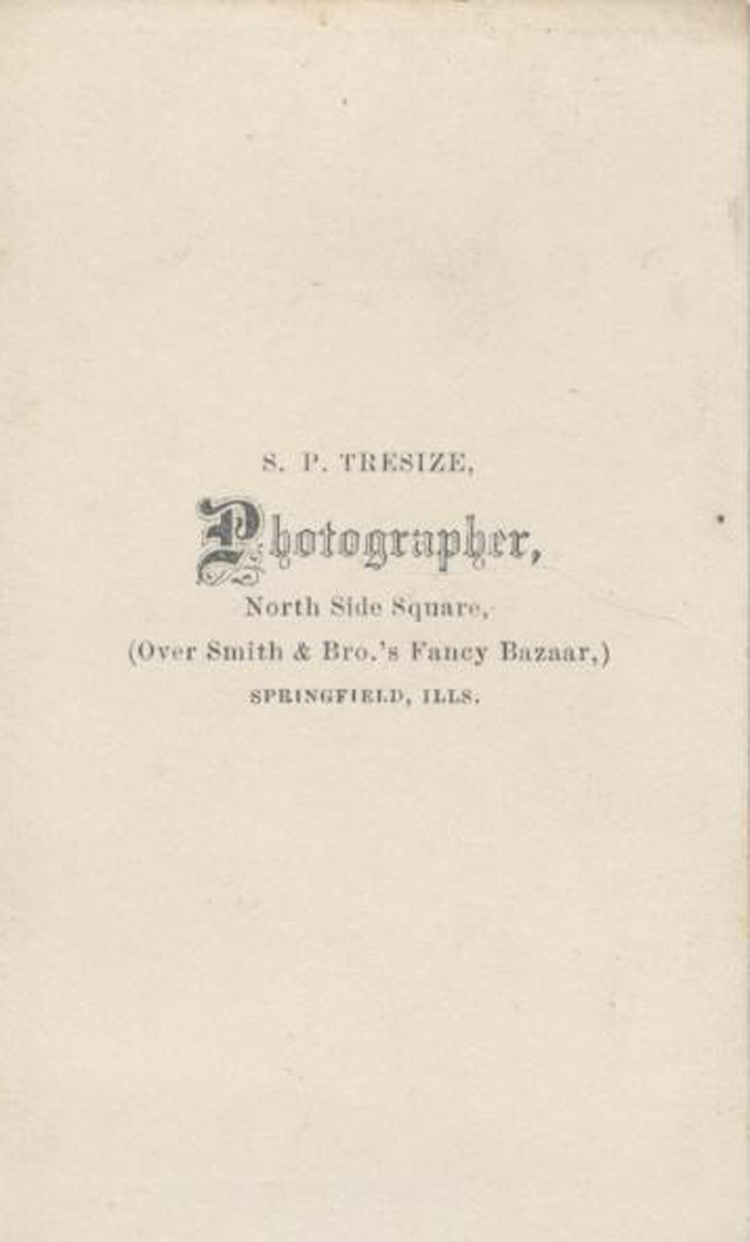 S. P. TRESIZE,
Photographer,
North Side Square,
(Over Smith & Bro.'s Fancy Bazaar,)
SPRINGFIELD, ILLS.